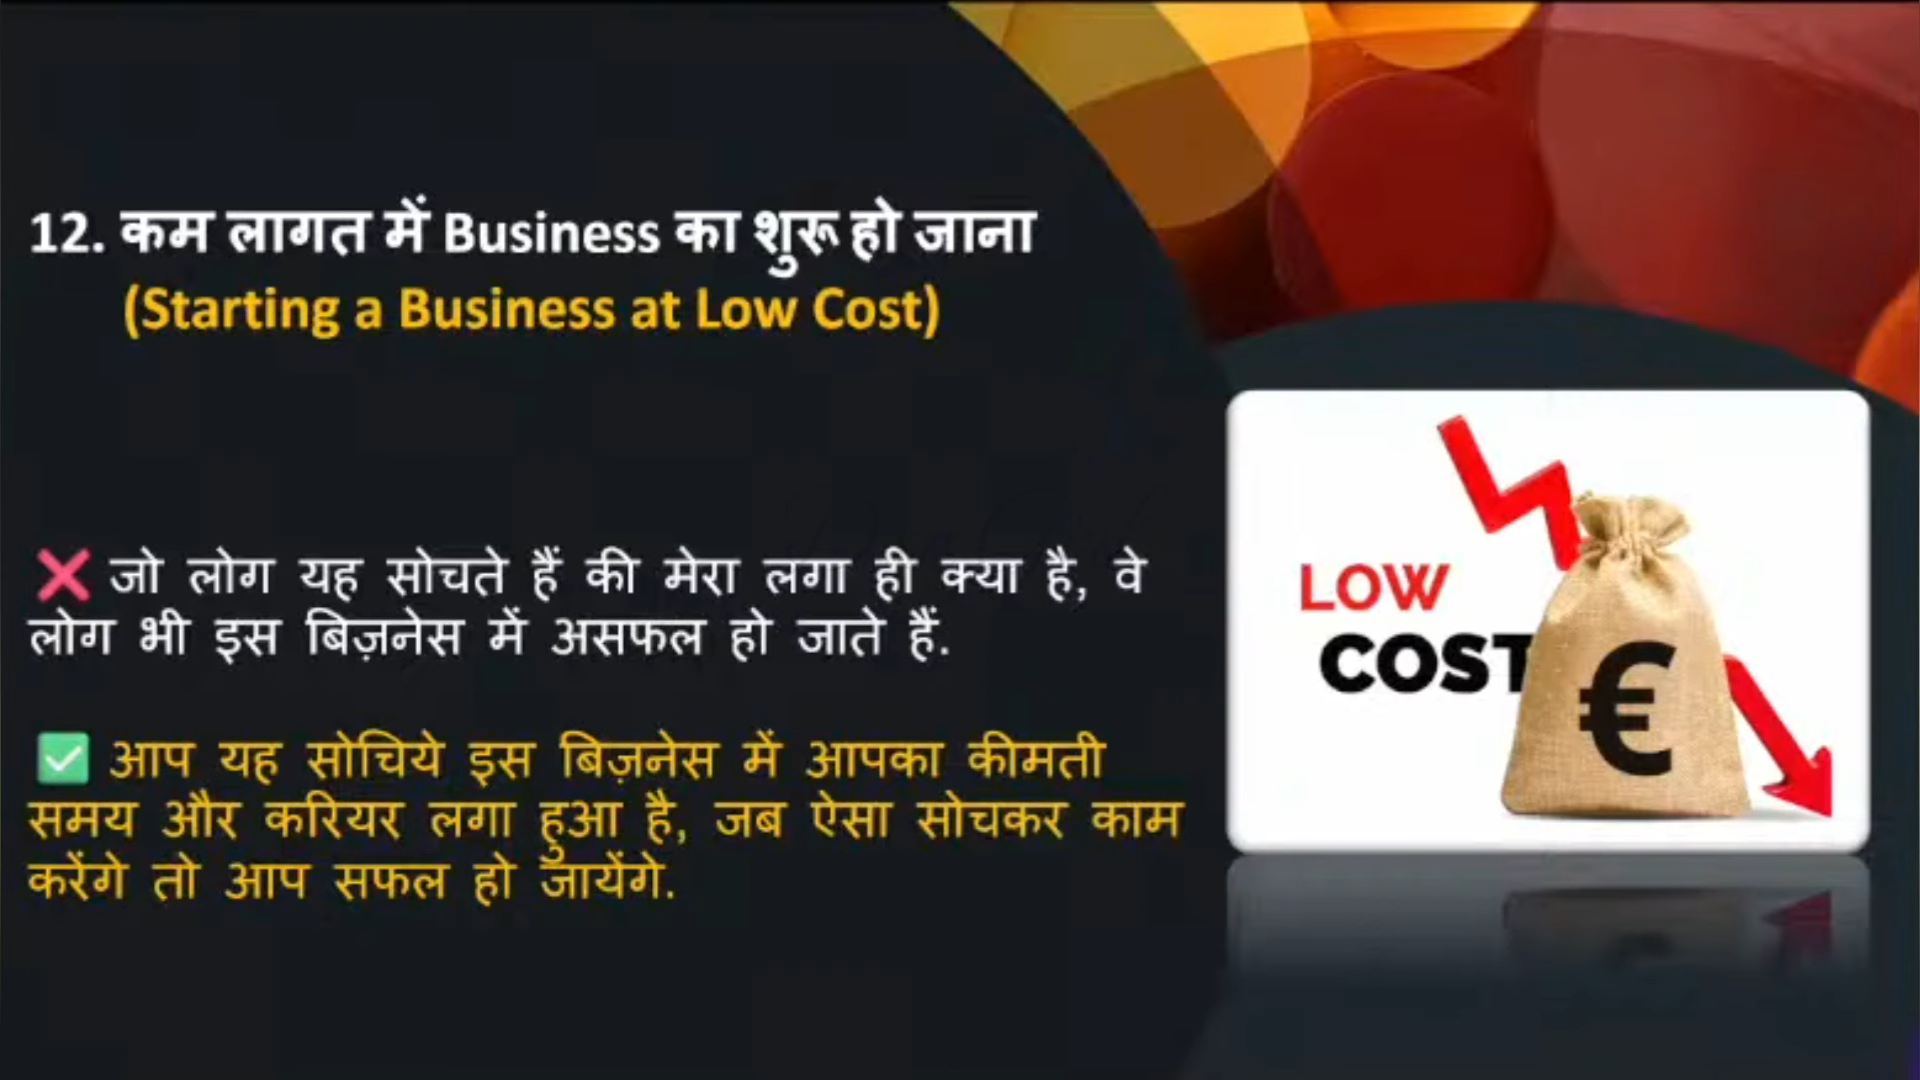 12. कम लागत में Business का शुरू हो जाना
(Starting a Business at Low Cost)
❌ जो लोग यह सोचते हैं की मेरा लगा ही क्या है, वे
लोग भी इस बिज़नेस में असफल हो जाते हैं.
✅ आप यह सोचिये इस बिज़नेस में आपका कीमती
समय और करियर लगा हुआ है, जब ऐसा सोचकर काम
करेंगे तो आप सफल हो जायेंगे.
LOW
COST
€